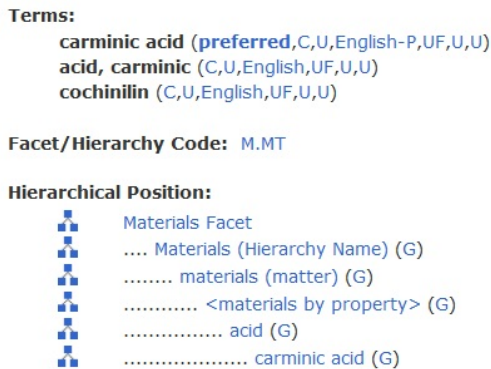 Terms:
carminic acid (preferred,C,U,English-P,UF,U,U)
acid, carminic (C,U,English,UF,U,U)
cochinilin (C,U,English,UF,U,U)
Facet/Hierarchy Code: M.MT
Hierarchical Position:
Materials Facet
.... Materials (Hierarchy Name) (G)
........ materials (matter) (G)
............ <materials by property> (G)
................ acid (G)
.................... carminic acid (G)